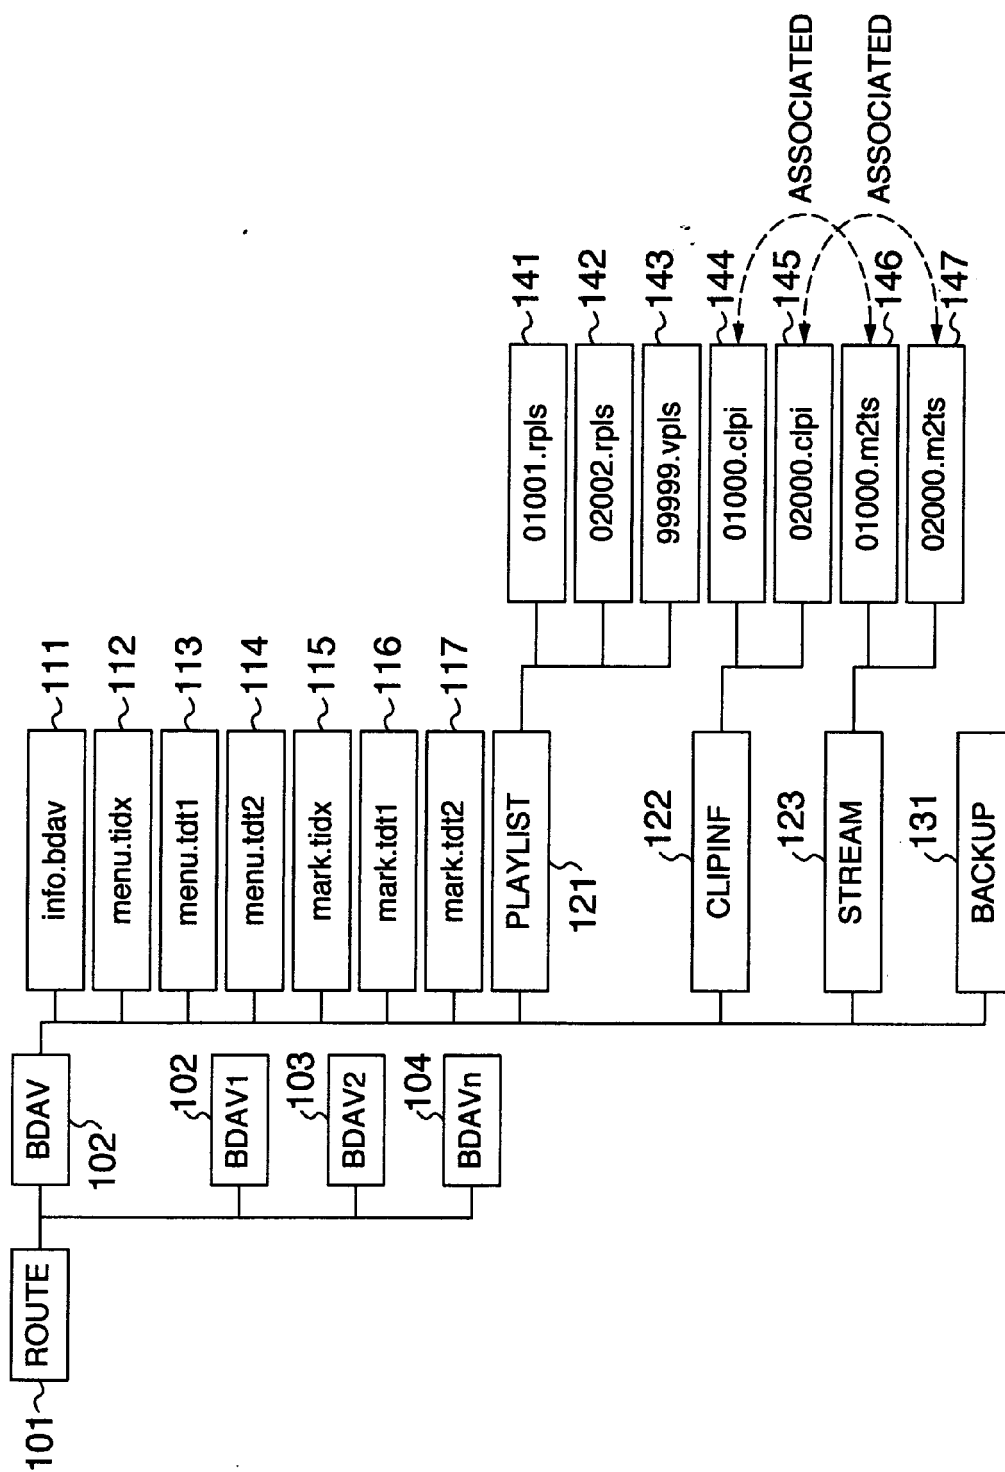 101
ROUTE
BDAV
102
102
BDAV1
103
BDAV2
104
BDAVn
info.bdav
111
menu.tidx
112
menu.tdt1
113
menu.tdt2
114
mark.tidx
115
mark.tdt1
116
mark.tdt2
117
PLAYLIST
121
122
CLIPINF
123
STREAM
131
BACKUP
01001.rpls
141
02002.rpls
142
99999.vpls
143
01000.clpi
144
02000.clpi
145
01000.m2ts
146
02000.m2ts
147
ASSOCIATED
ASSOCIATED